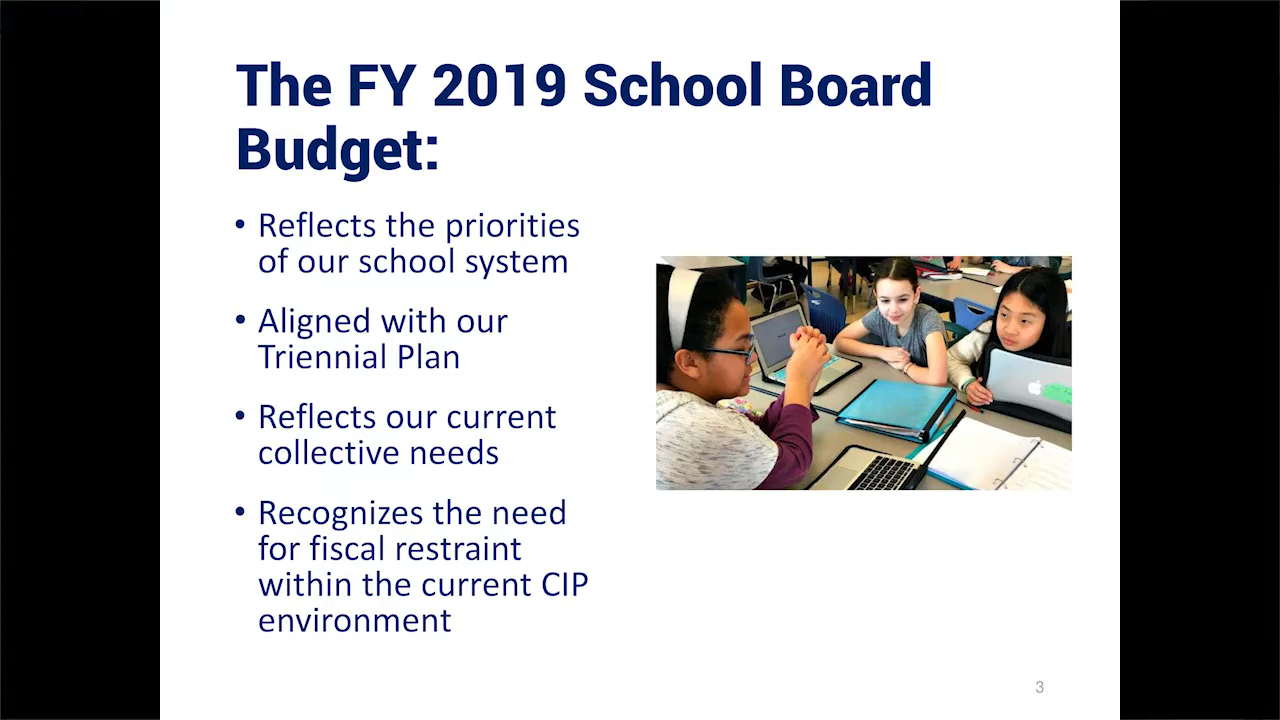 The FY 2019 School Board
Budget:
• Reflects the priorities
of our school system
• Aligned with our
Triennial Plan
• Reflects our current
collective needs
• Recognizes the need
for fiscal restraint
within the current CIP
environment
3